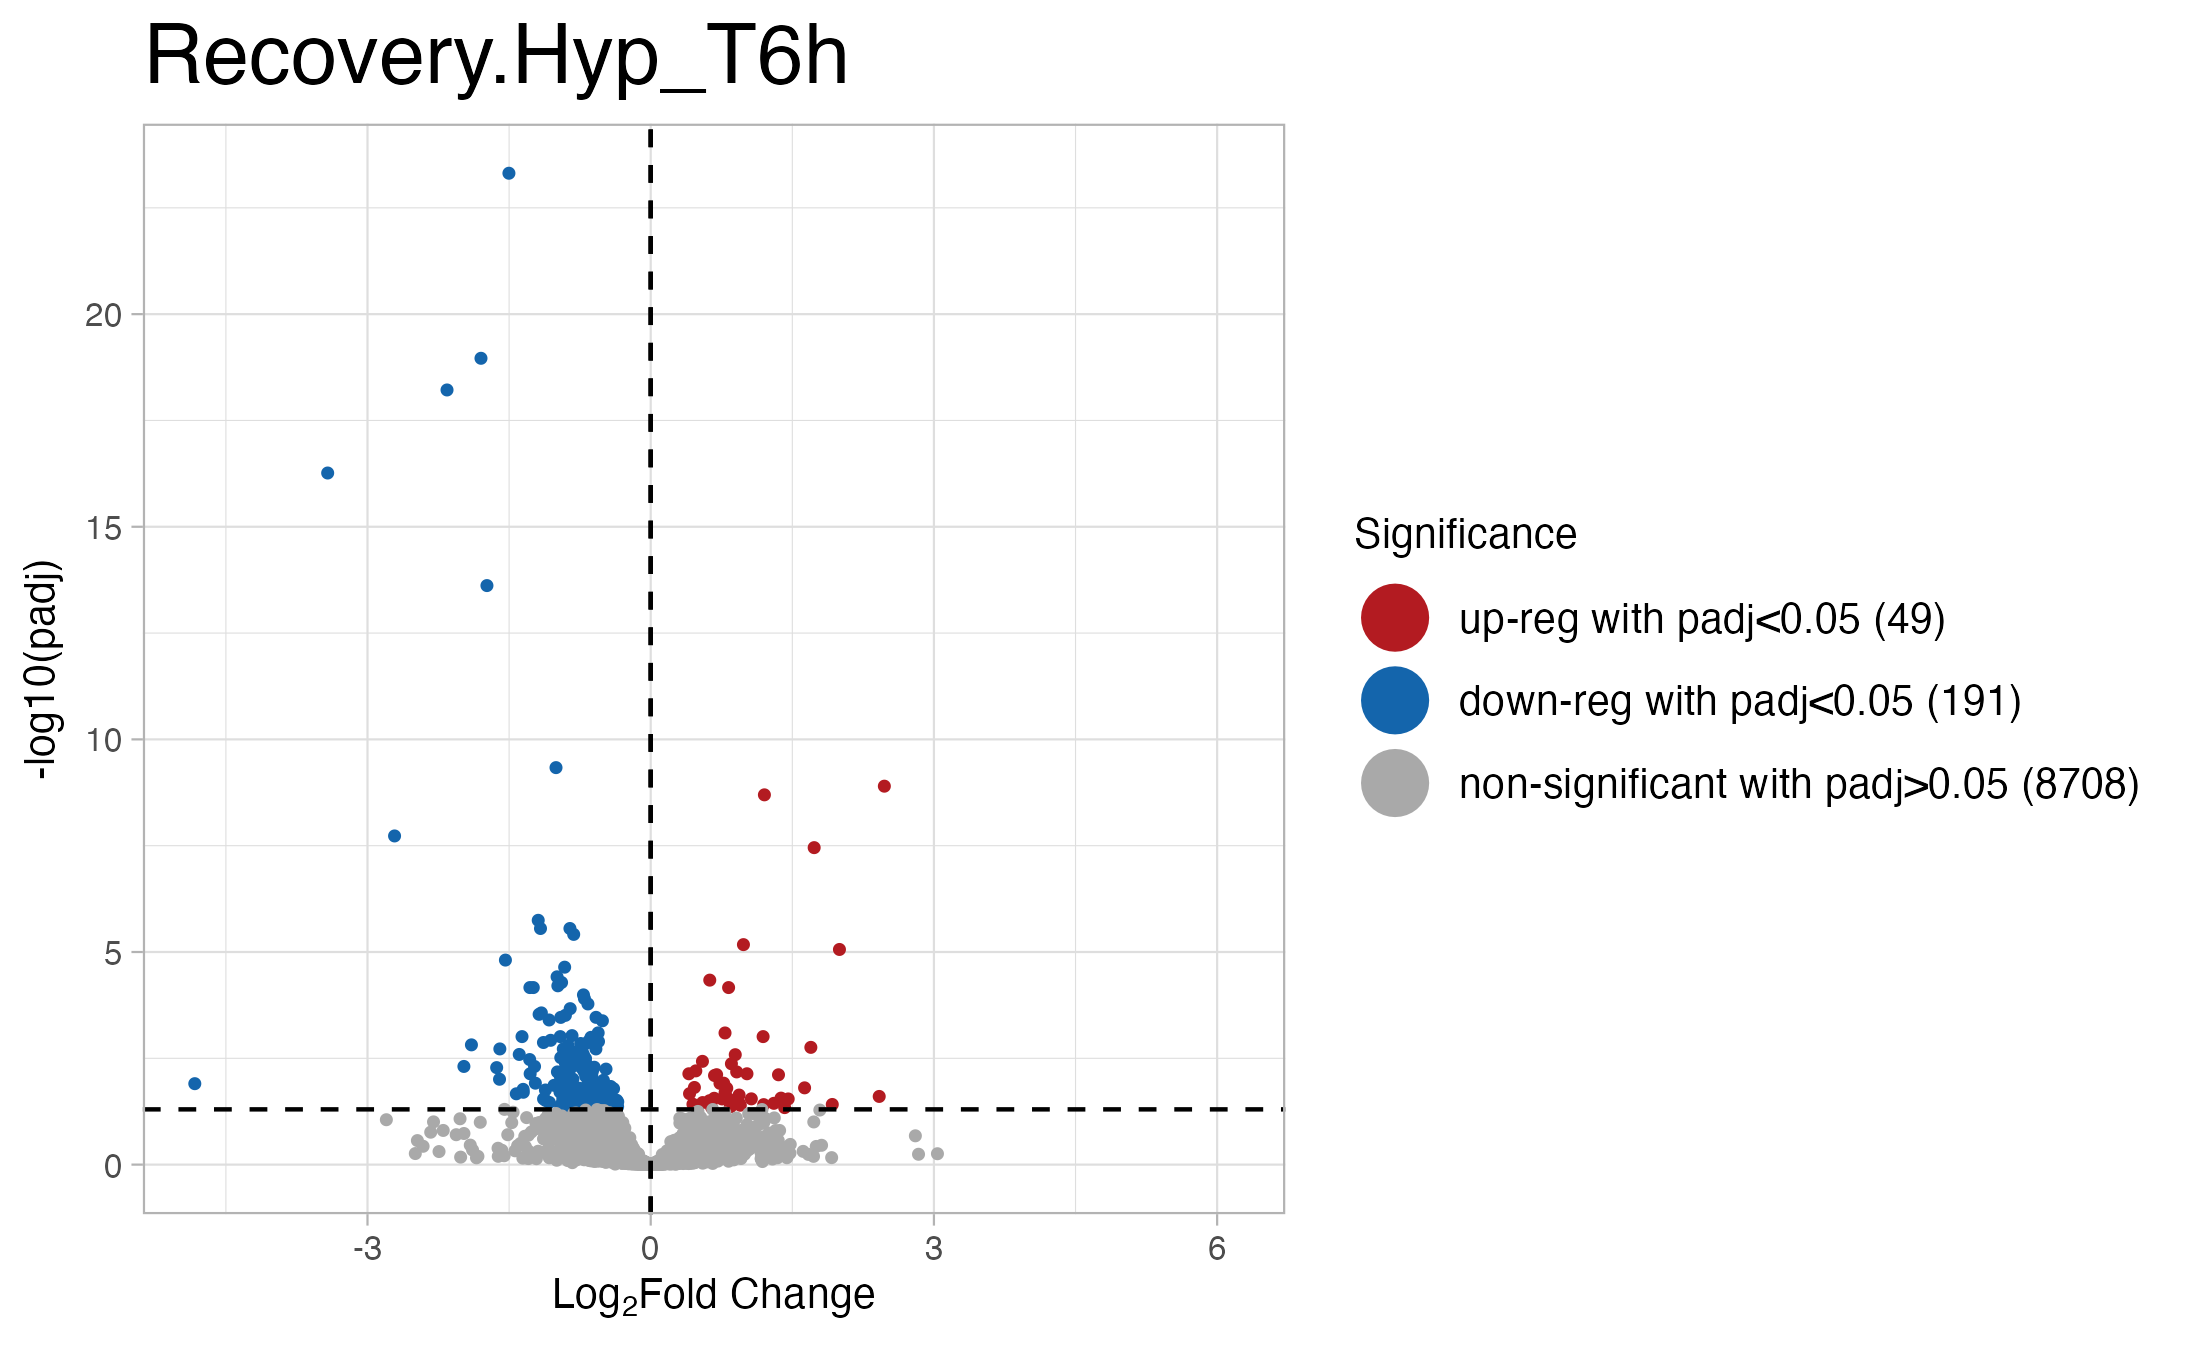 Recovery.Hyp_T6h
20
15
10
5
0
-log10(padj)
-3
0
3
6
Log₂Fold Change
Significance
up-reg with padj<0.05 (49)
down-reg with padj<0.05 (191)
non-significant with padj>0.05 (8708)